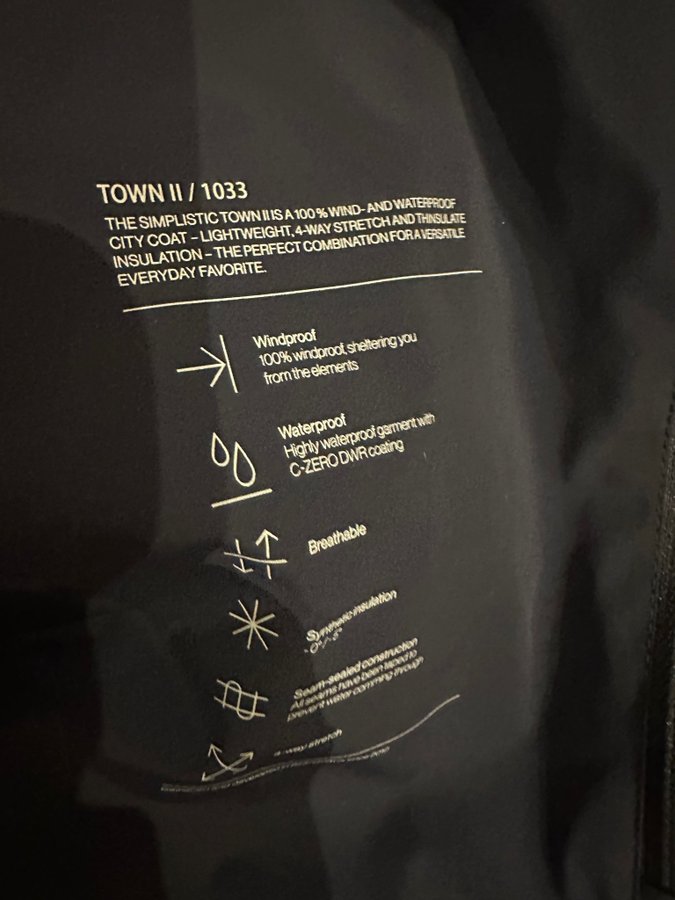 TOWN II / 1033
THE SIMPLISTIC TOWN II IS A 100 % WIND- AND WATERPROOF
CITY COAT – LIGHTWEIGHT, 4-WAY STRETCH AND THINSULATE
INSULATION – THE PERFECT COMBINATION FOR A VERSATILE
EVERYDAY FAVORITE.
Windproof
100% windproof, sheltering you
from the elements
Waterproof
Highly waterproof garment with
C-ZERO DWR coating
Breathable
Synthetic insulation
Seam-sealed construction
All seams have been taped to
prevent water comming through
4-way stretch